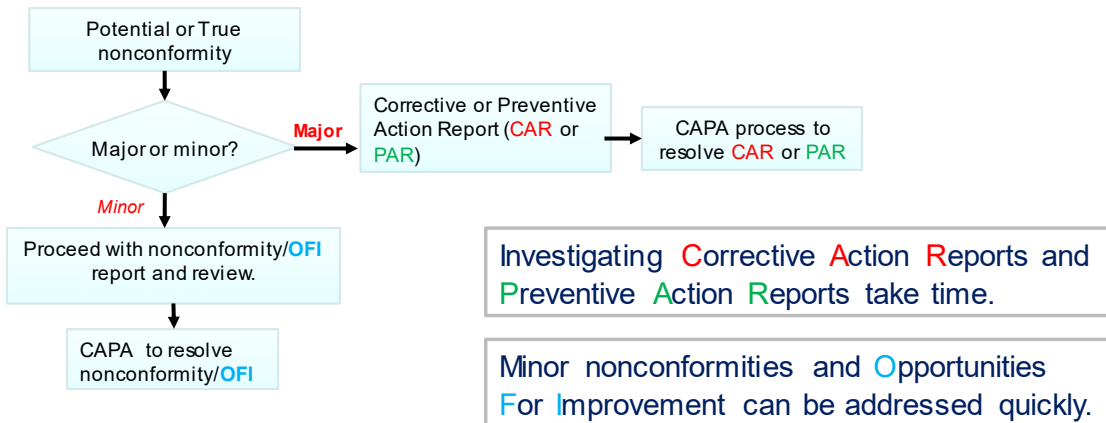 Potential or True
nonconformity
Major or minor?
Major
Corrective or Preventive
Action Report (CAR or
PAR)
CAPA process to
resolve CAR or PAR
Minor
Proceed with nonconformity/OFI
report and review.
CAPA to resolve
nonconformity/OFI
Investigating Corrective Action Reports and
Preventive Action Reports take time.
Minor nonconformities and Opportunities
For Improvement can be addressed quickly.